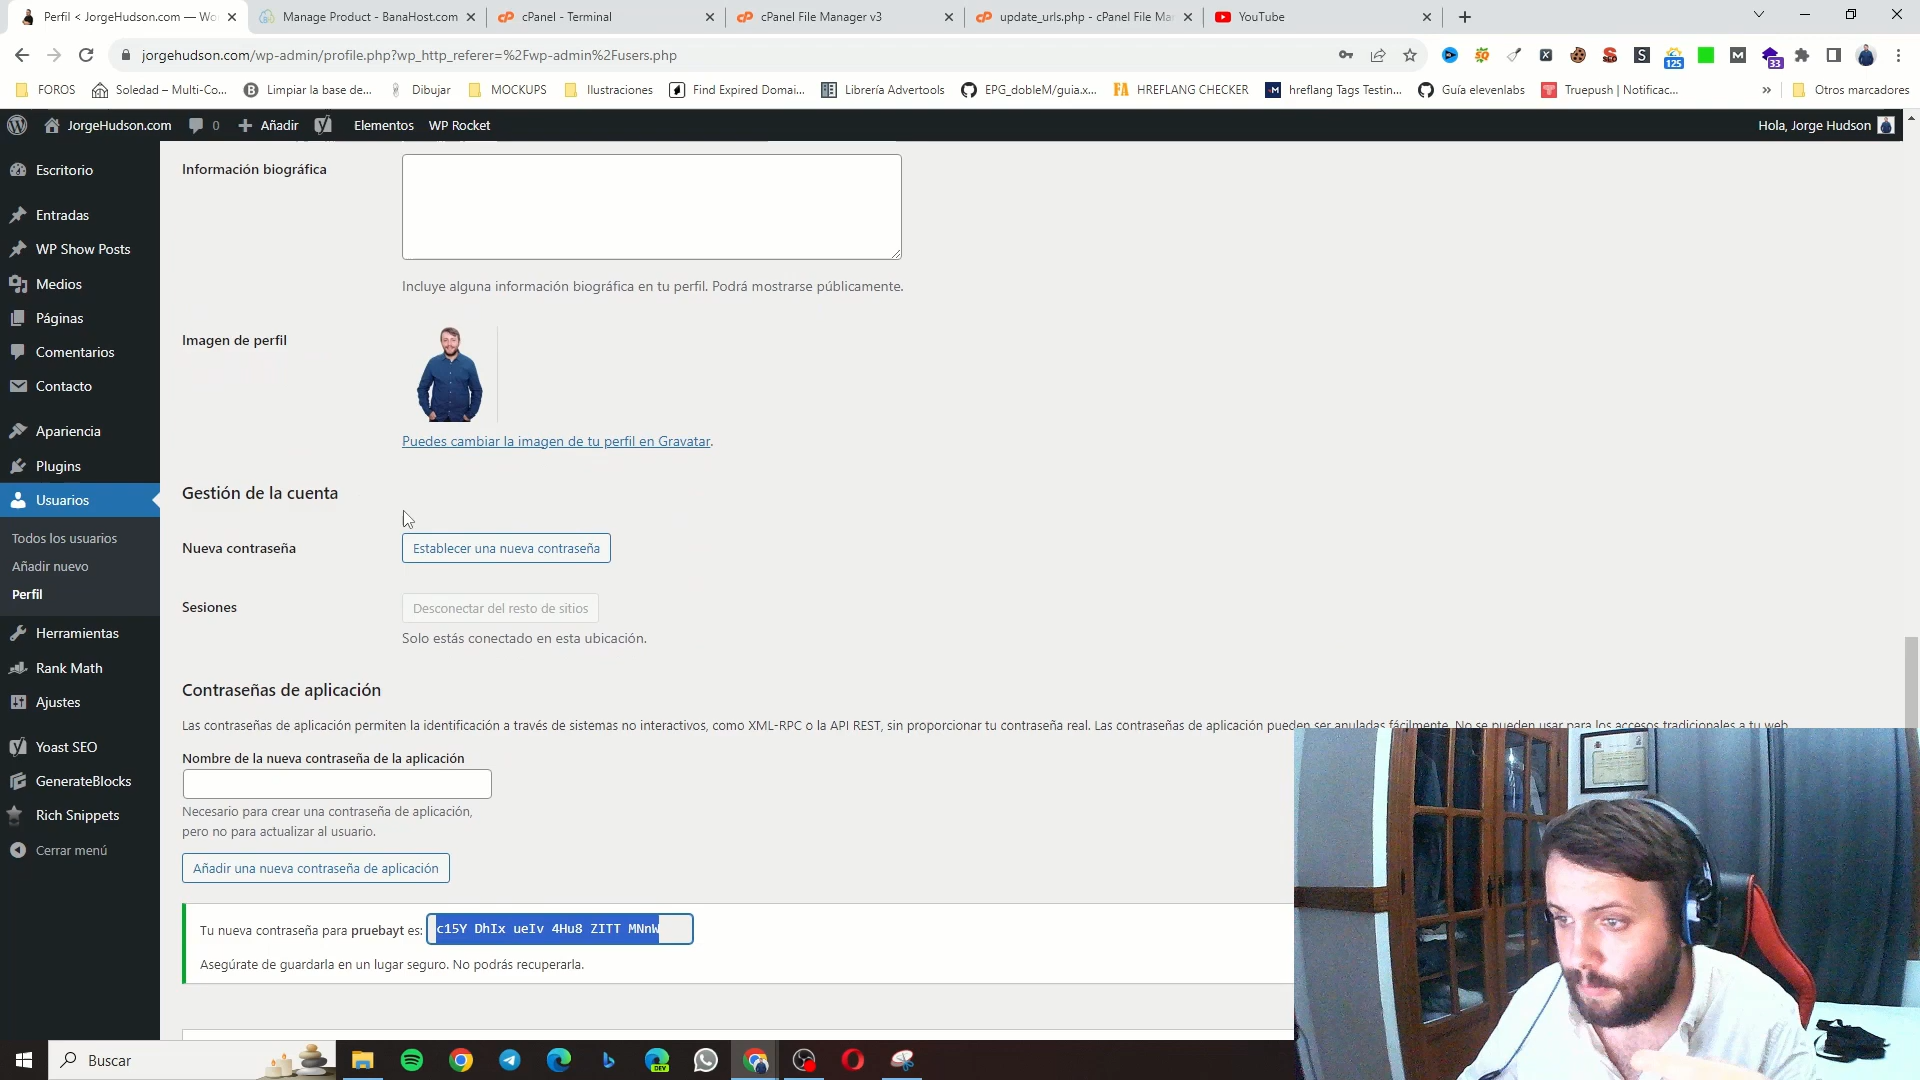 Perfil < JorgeHudson.com — Wo
Manage Product - BanaHost.com
cPanel - Terminal
cPanel File Manager v3
update_urls.php - cPanel File Ma
YouTube
jorgehudson.com/wp-admin/profile.php?wp_http_referer=%2Fwp-admin%2Fusers.php
125
33
FOROS
Soledad – Multi-Co...
Limpiar la base de...
Dibujar
MOCKUPS
Ilustraciones
Find Expired Domai...
Librería Advertools
EPG_dobleM/guia.x...
HREFLANG CHECKER
hreflang Tags Testin...
Guía elevenlabs
Truepush | Notificac...
Otros marcadores
JorgeHudson.com
0
Añadir
Elementos
WP Rocket
Hola, Jorge Hudson
Escritorio
Entradas
WP Show Posts
Medios
Páginas
Comentarios
Contacto
Apariencia
Plugins
Usuarios
Todos los usuarios
Añadir nuevo
Perfil
Herramientas
Rank Math
Ajustes
Yoast SEO
GenerateBlocks
Rich Snippets
Cerrar menú
Información biográfica
Incluye alguna información biográfica en tu perfil. Podrá mostrarse públicamente.
Imagen de perfil
Puedes cambiar la imagen de tu perfil en Gravatar.
Gestión de la cuenta
Nueva contraseña
Establecer una nueva contraseña
Sesiones
Desconectar del resto de sitios
Solo estás conectado en esta ubicación.
Contraseñas de aplicación
Las contraseñas de aplicación permiten la identificación a través de sistemas no interactivos, como XML-RPC o la API REST, sin proporcionar tu contraseña real. Las contraseñas de aplicación pueden ser anuladas fácilmente. No se pueden usar para los accesos tradicionales a tu web.
Nombre de la nueva contraseña de la aplicación
Necesario para crear una contraseña de aplicación,
pero no para actualizar al usuario.
Añadir una nueva contraseña de aplicación
Tu nueva contraseña para pruebayt es: c15Y DhIx ueIv 4Hu8 ZITT MNnW
Asegúrate de guardarla en un lugar seguro. No podrás recuperarla.
Buscar
DEV